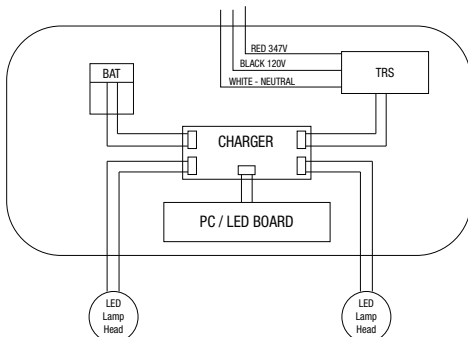 RED 347V
BLACK 120V
WHITE - NEUTRAL
TRS
BAT
CHARGER
PC / LED BOARD
LED
Lamp
Head
LED
Lamp
Head